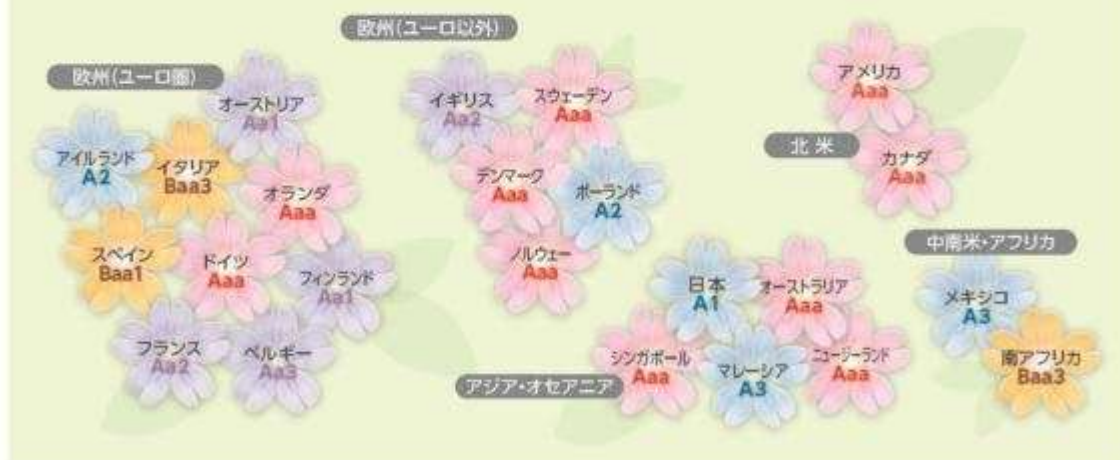 欧州(ユーロ圏)
オーストリア
Aa1
アイルランド
A2
イタリア
Baa3
オランダ
Aaa
スペイン
Baa1
ドイツ
Aaa
フィンランド
Aa1
フランス
Aa2
ベルギー
Aa3
欧州(ユーロ以外)
イギリス
Aa2
スウェーデン
Aaa
デンマーク
Aaa
ポーランド
A2
ノルウェー
Aaa
アメリカ
Aaa
北米
カナダ
Aaa
日本
A1
オーストラリア
Aaa
シンガポール
Aaa
マレーシア
A3
ニュージーランド
Aaa
アジア・オセアニア
中南米・アフリカ
メキシコ
A3
南アフリカ
Baa3